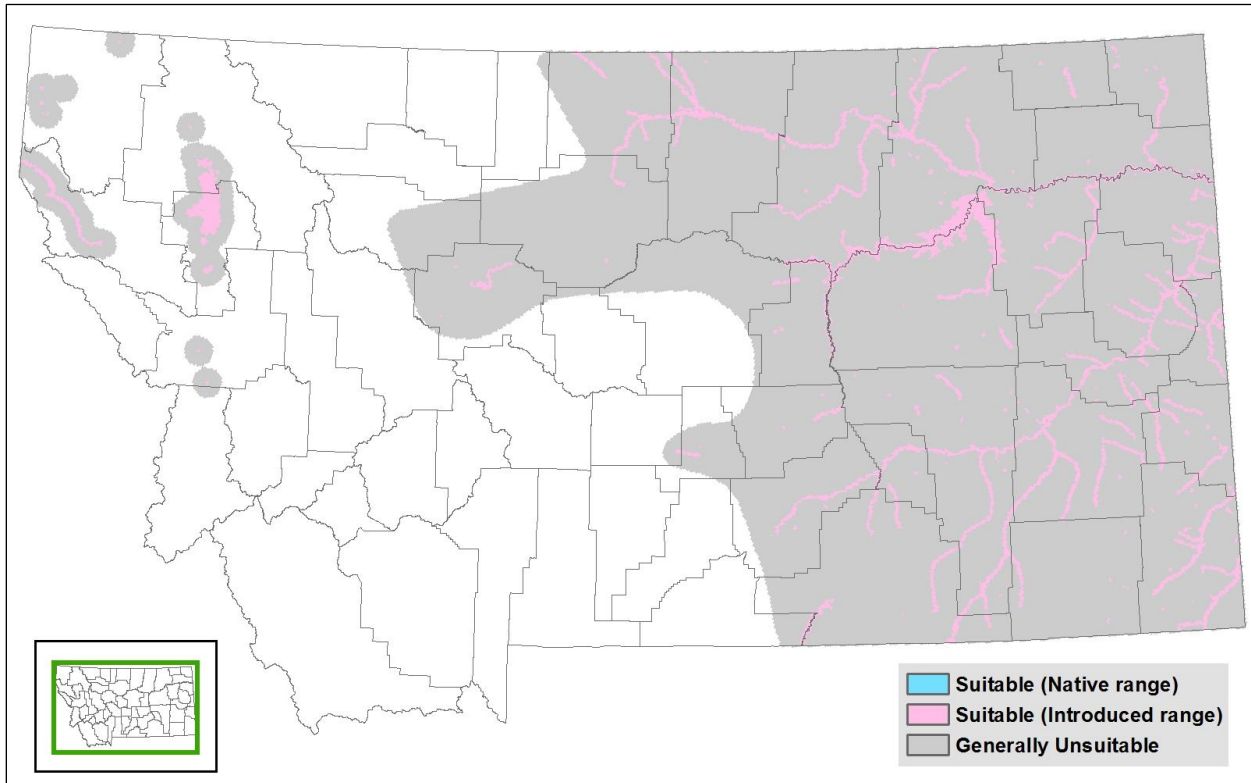 Suitable (Native range)
Suitable (Introduced range)
Generally Unsuitable